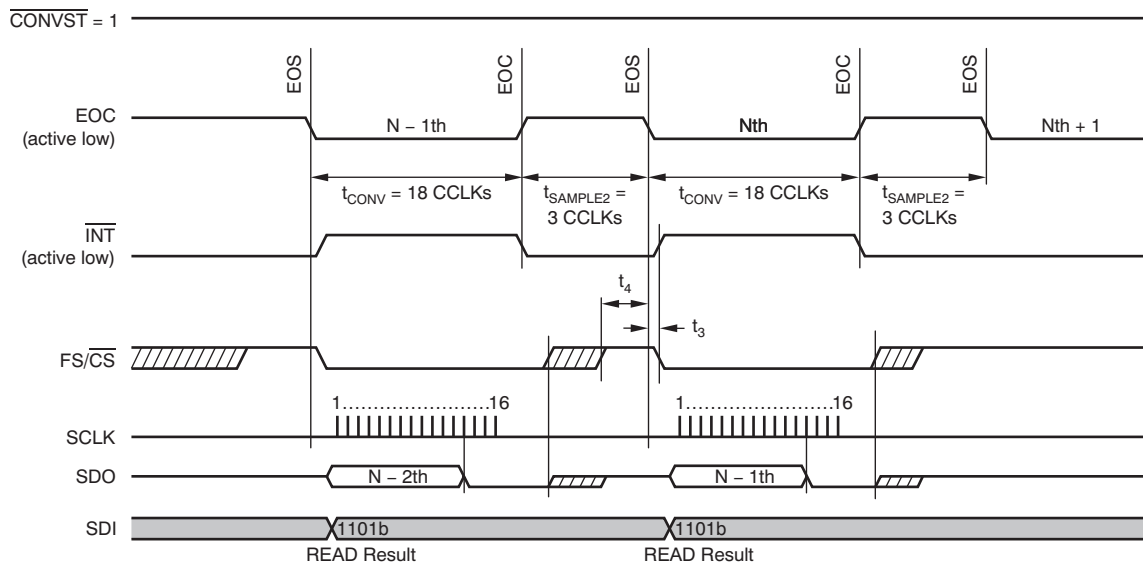 CONVST = 1
EOS
EOC
EOS
EOC
EOS
EOC
(active low)
N − 1th
Nth
Nth + 1
tCONV = 18 CCLKs
tSAMPLE2 =
3 CCLKs
tCONV = 18 CCLKs
tSAMPLE2 =
3 CCLKs
INT
(active low)
t4
t3
FS/CS
1......................16
1......................16
SCLK
SDO
N − 2th
N − 1th
SDI
1101b
1101b
READ Result
READ Result